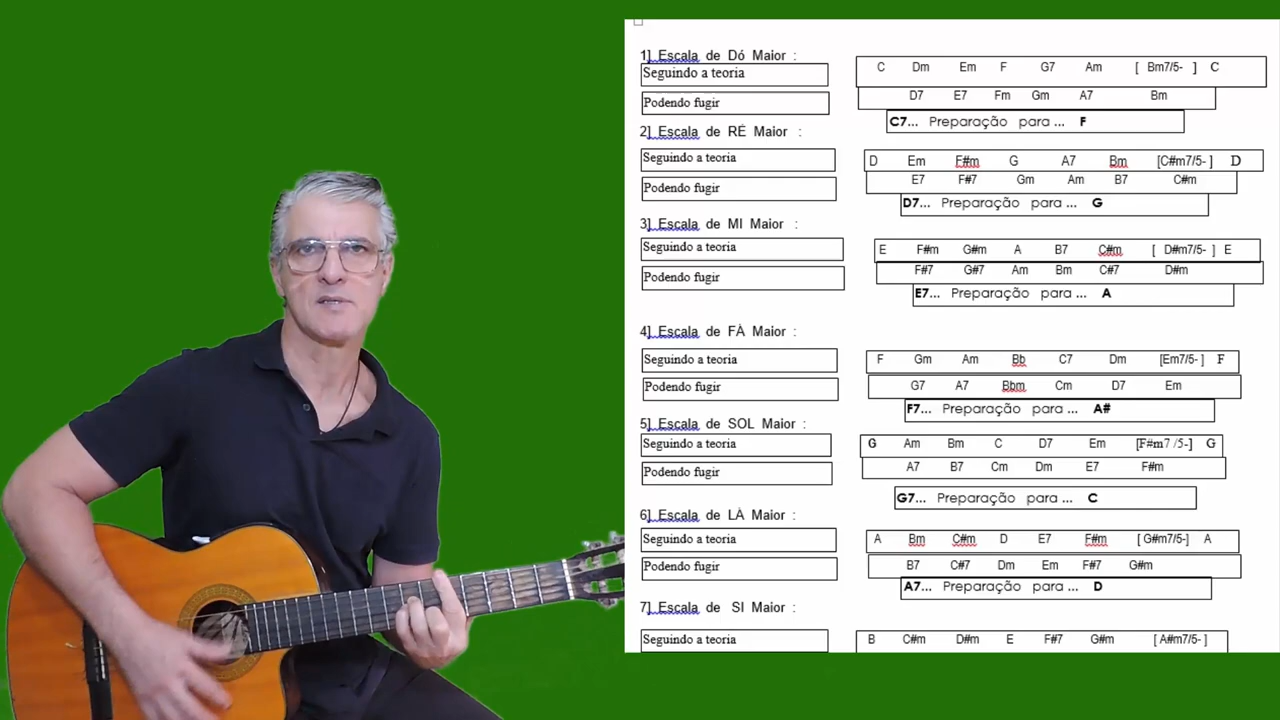 1] Escala de Dó Maior :
Seguindo a teoria C Dm Em F G7 Am [ Bm7/5- ] C
Podendo fugir D7 E7 Fm Gm A7 Bm
C7... Preparação para ... F
2] Escala de RÉ Maior :
Seguindo a teoria D Em F#m G A7 Bm [C#m7/5- ] D
Podendo fugir E7 F#7 Gm Am B7 C#m
D7... Preparação para ... G
3] Escala de MI Maior :
Seguindo a teoria E F#m G#m A B7 C#m [ D#m7/5- ] E
Podendo fugir F#7 G#7 Am Bm C#7 D#m
E7... Preparação para ... A
4] Escala de FÀ Maior :
Seguindo a teoria F Gm Am Bb C7 Dm [Em7/5- ] F
Podendo fugir G7 A7 Bbm Cm D7 Em
F7... Preparação para ... A#
5] Escala de SOL Maior :
Seguindo a teoria G Am Bm C D7 Em [F#m7 /5-] G
Podendo fugir A7 B7 Cm Dm E7 F#m
G7... Preparação para ... C
6] Escala de LÀ Maior :
Seguindo a teoria A Bm C#m D E7 F#m [ G#m7/5-] A
Podendo fugir B7 C#7 Dm Em F#7 G#m
A7... Preparação para ... D
7] Escala de SI Maior :
Seguindo a teoria B C#m D#m E F#7 G#m [ A#m7/5- ]